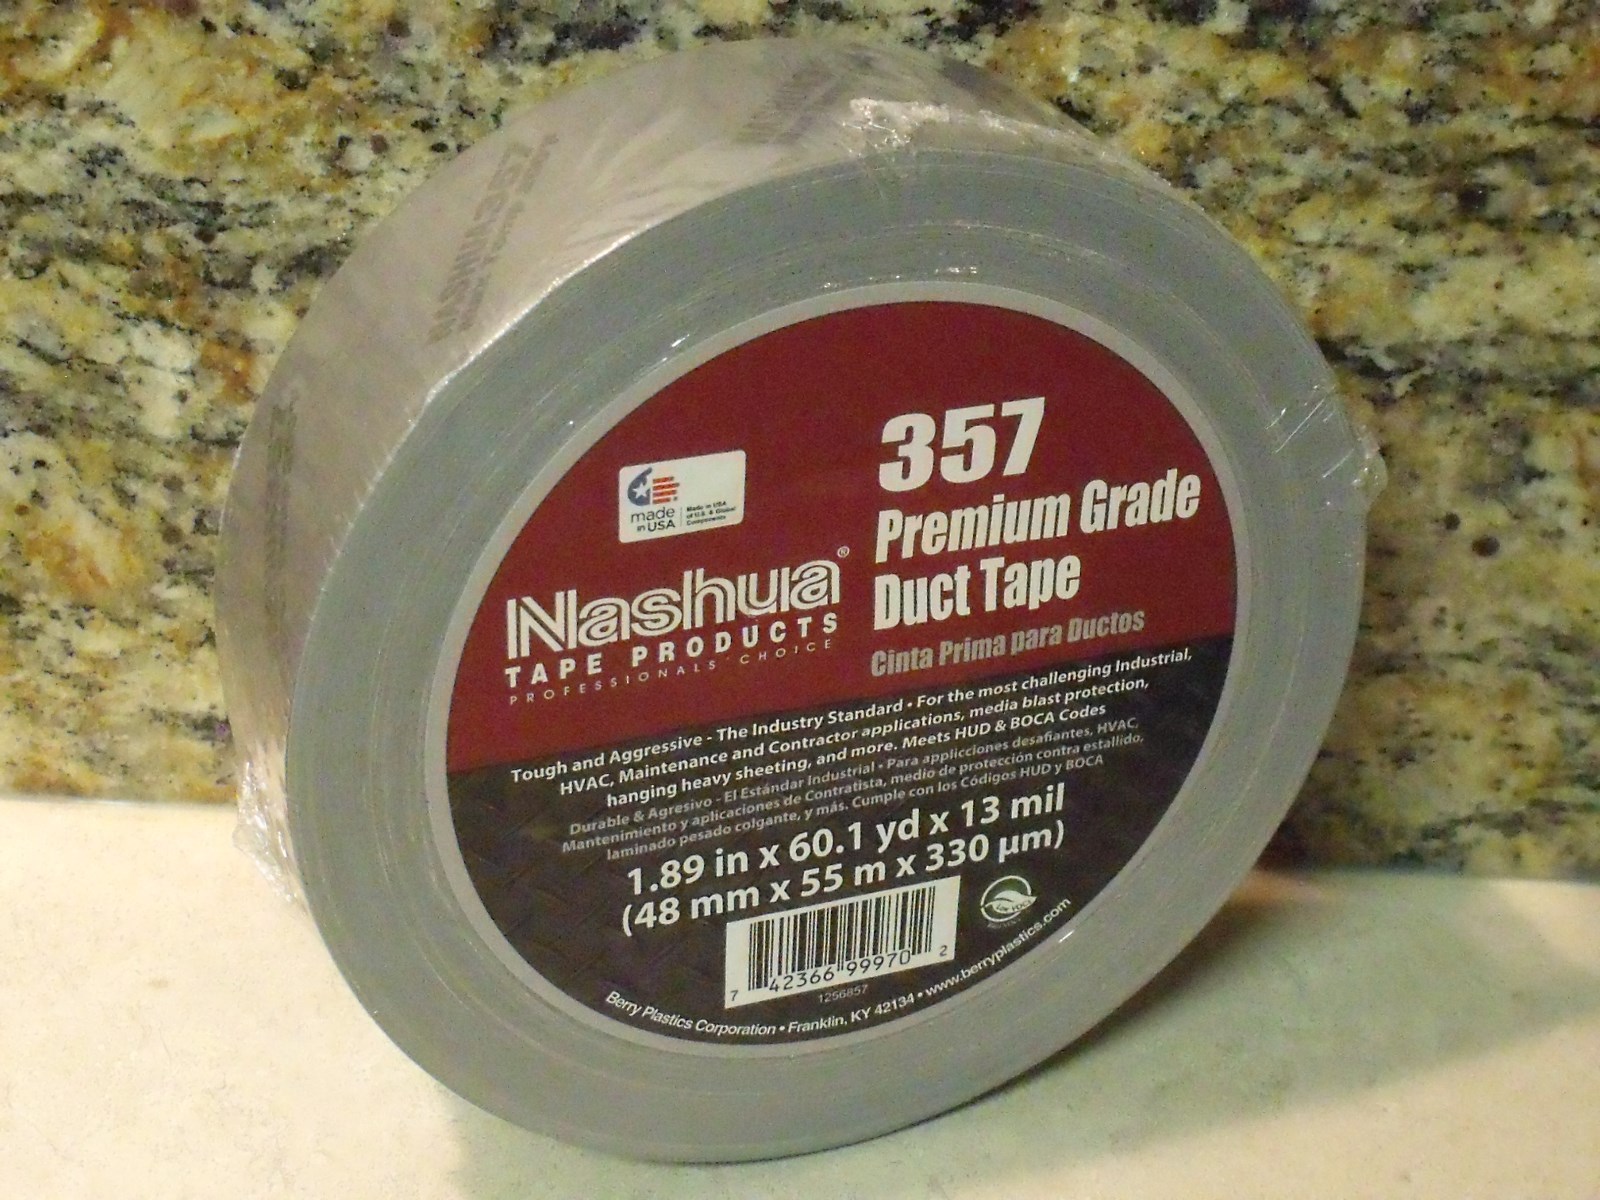 NASHUA 357
made
in USA
Made in USA
of U.S. & Global
Components
Nashua®
TAPE PRODUCTS
PROFESSIONALS' CHOICE
357
Premium Grade
Duct Tape
Cinta Prima para Ductos
Tough and Aggressive - The Industry Standard • For the most challenging Industrial,
HVAC, Maintenance and Contractor applications, media blast protection,
hanging heavy sheeting, and more. Meets HUD & BOCA Codes
Durable & Agresivo - El Estándar Industrial • Para applicciones desafiantes, HVAC,
Mantenimiento y aplicaciones de Contratista, medio de protección contra estallido,
laminado pesado colgante, y más. Cumple con los Códigos HUD y BOCA
1.89 in x 60.1 yd x 13 mil
(48 mm x 55 m x 330 µm)
7 42366 99970 2
1256857
Low VOC
Berry Plastics Corporation • Franklin, KY 42134 • www.berryplastics.com